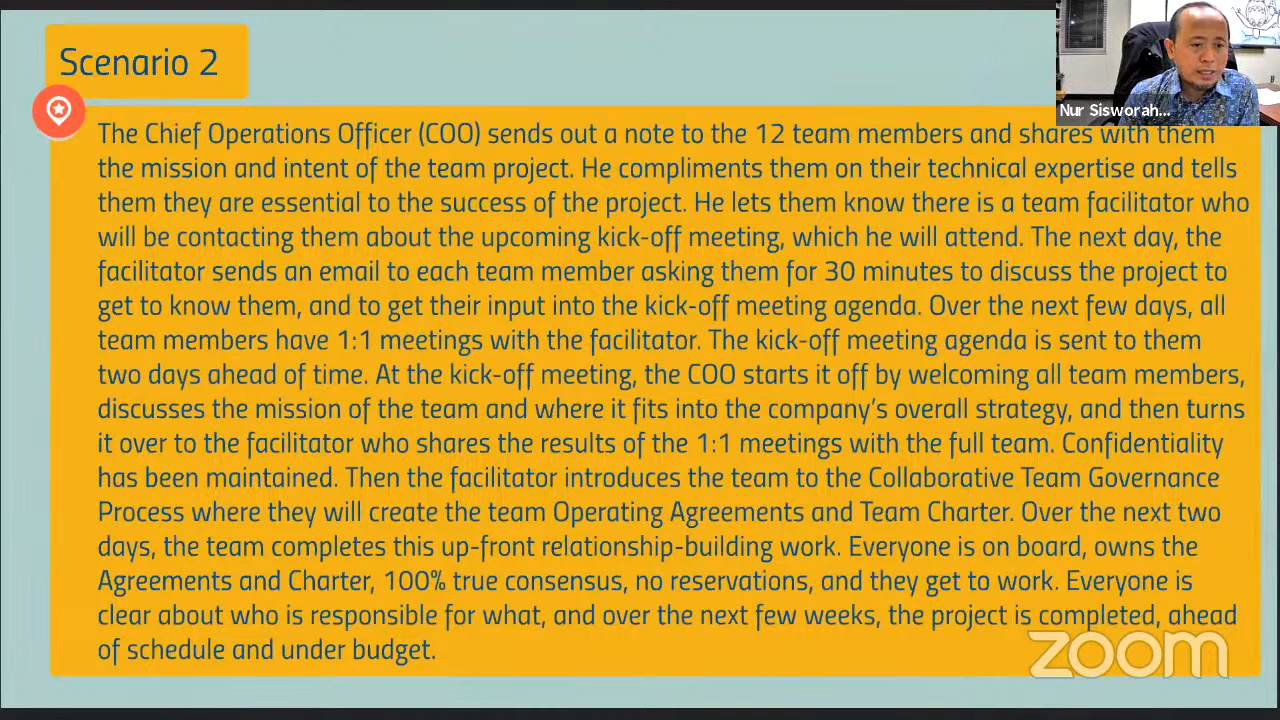 Scenario 2
Nur Sisworah...
The Chief Operations Officer (COO) sends out a note to the 12 team members and shares with them
the mission and intent of the team project. He compliments them on their technical expertise and tells
them they are essential to the success of the project. He lets them know there is a team facilitator who
will be contacting them about the upcoming kick-off meeting, which he will attend. The next day, the
facilitator sends an email to each team member asking them for 30 minutes to discuss the project to
get to know them, and to get their input into the kick-off meeting agenda. Over the next few days, all
team members have 1:1 meetings with the facilitator. The kick-off meeting agenda is sent to them
two days ahead of time. At the kick-off meeting, the COO starts it off by welcoming all team members,
discusses the mission of the team and where it fits into the company's overall strategy, and then turns
it over to the facilitator who shares the results of the 1:1 meetings with the full team. Confidentiality
has been maintained. Then the facilitator introduces the team to the Collaborative Team Governance
Process where they will create the team Operating Agreements and Team Charter. Over the next two
days, the team completes this up-front relationship-building work. Everyone is on board, owns the
Agreements and Charter, 100% true consensus, no reservations, and they get to work. Everyone is
clear about who is responsible for what, and over the next few weeks, the project is completed, ahead
of schedule and under budget.
zoom